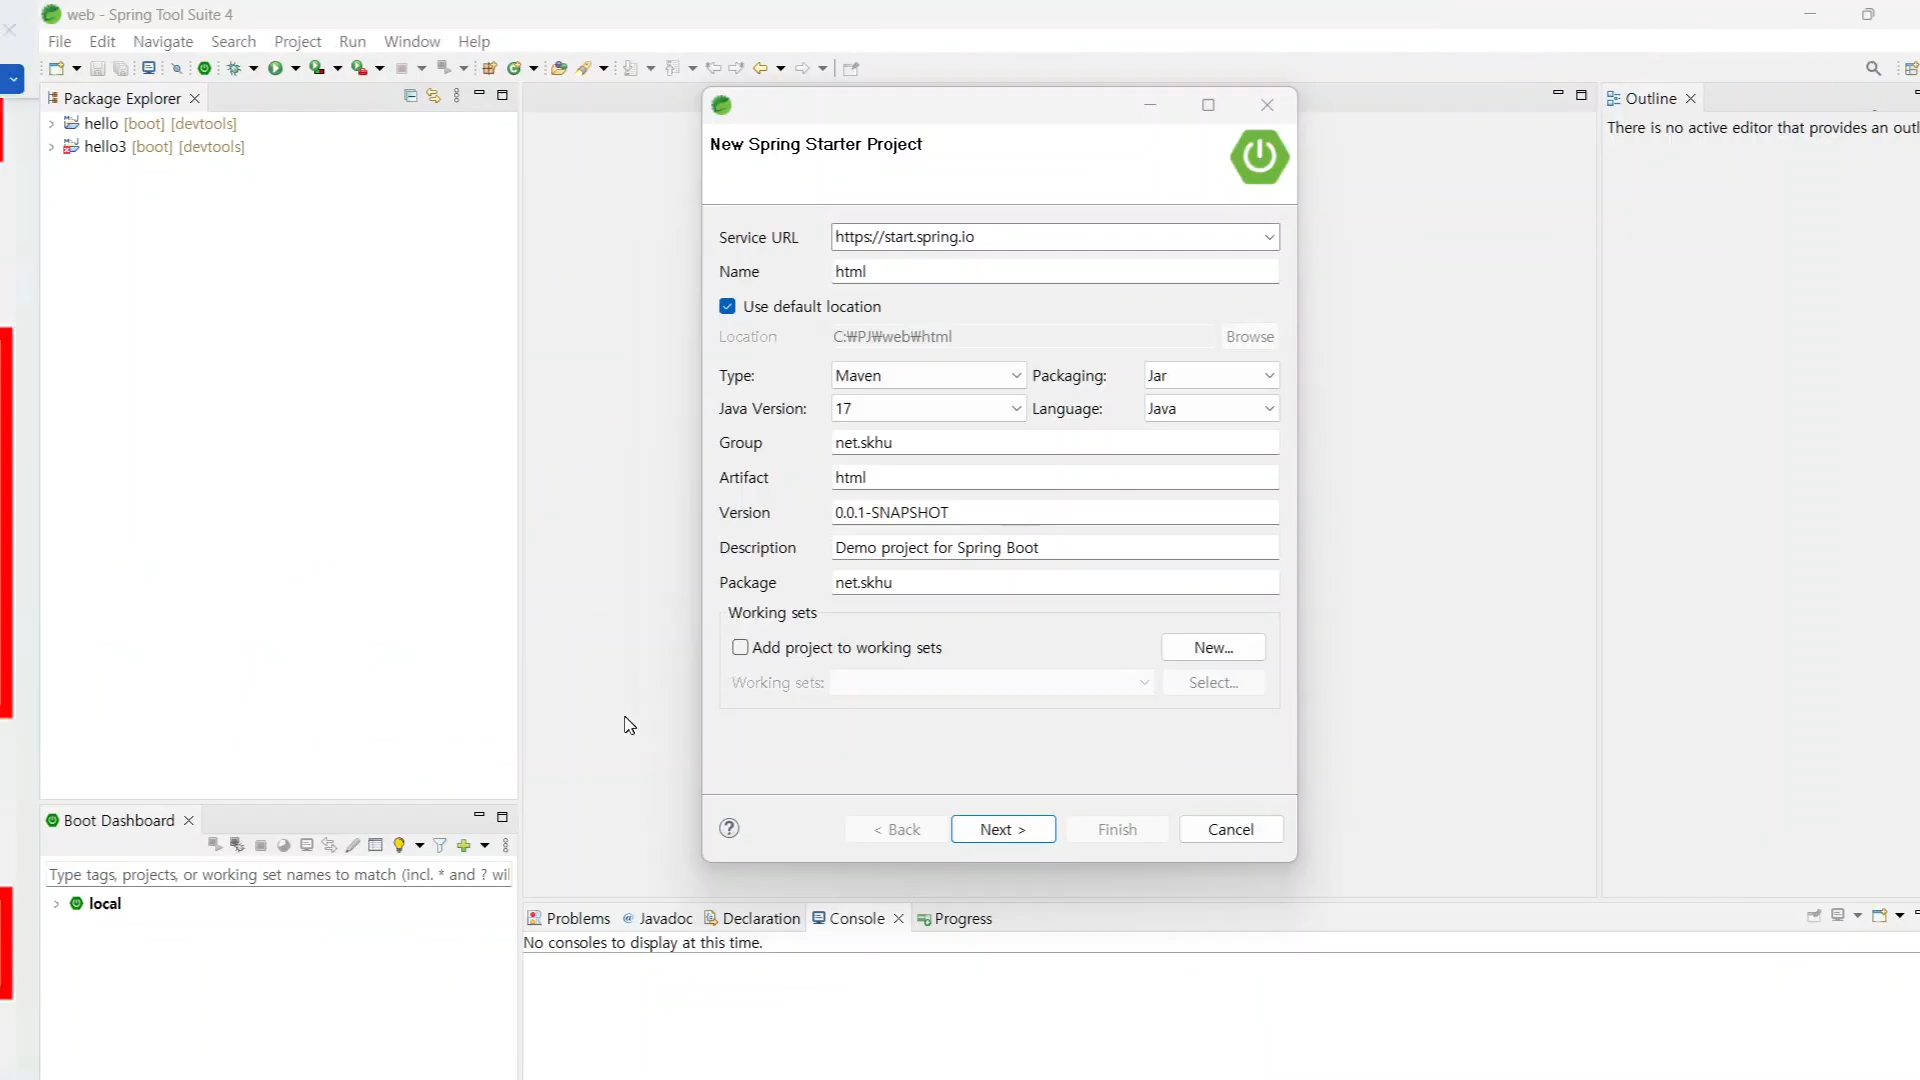 web - Spring Tool Suite 4
File Edit Navigate Search Project Run Window Help
Package Explorer
hello [boot] [devtools]
hello3 [boot] [devtools]
New Spring Starter Project
Service URL https://start.spring.io
Name html
Use default location
Location C:₩PJ₩web₩html Browse
Type: Maven Packaging: Jar
Java Version: 17 Language: Java
Group net.skhu
Artifact html
Version 0.0.1-SNAPSHOT
Description Demo project for Spring Boot
Package net.skhu
Working sets
Add project to working sets New...
Working sets: Select...
? < Back Next > Finish Cancel
Outline
There is no active editor that provides an outl
Boot Dashboard
Type tags, projects, or working set names to match (incl. * and ? wil
local
Problems @ Javadoc Declaration Console Progress
No consoles to display at this time.